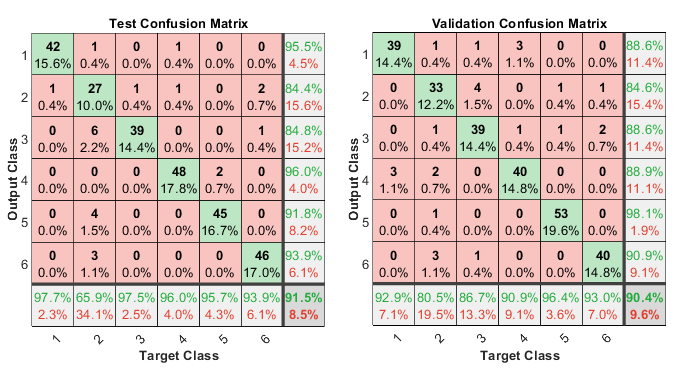 Test Confusion Matrix
1 42 1 0 1 0 0 95.5%
15.6% 0.4% 0.0% 0.4% 0.0% 0.0% 4.5%
2 1 27 1 1 0 2 84.4%
0.4% 10.0% 0.4% 0.4% 0.0% 0.7% 15.6%
3 0 6 39 0 0 1 84.8%
0.0% 2.2% 14.4% 0.0% 0.0% 0.4% 15.2%
4 0 0 0 48 2 0 96.0%
0.0% 0.0% 0.0% 17.8% 0.7% 0.0% 4.0%
5 0 4 0 0 45 0 91.8%
0.0% 1.5% 0.0% 0.0% 16.7% 0.0% 8.2%
6 0 3 0 0 0 46 93.9%
0.0% 1.1% 0.0% 0.0% 0.0% 17.0% 6.1%
97.7% 65.9% 97.5% 96.0% 95.7% 93.9% 91.5%
2.3% 34.1% 2.5% 4.0% 4.3% 6.1% 8.5%
1 2 3 4 5 6
Target Class
Output Class
Validation Confusion Matrix
1 39 1 1 3 0 0 88.6%
14.4% 0.4% 0.4% 1.1% 0.0% 0.0% 11.4%
2 0 33 4 0 1 1 84.6%
0.0% 12.2% 1.5% 0.0% 0.4% 0.4% 15.4%
3 0 1 39 1 1 2 88.6%
0.0% 0.4% 14.4% 0.4% 0.4% 0.7% 11.4%
4 3 2 0 40 0 0 88.9%
1.1% 0.7% 0.0% 14.8% 0.0% 0.0% 11.1%
5 0 1 0 0 53 0 98.1%
0.0% 0.4% 0.0% 0.0% 19.6% 0.0% 1.9%
6 0 3 1 0 0 40 90.9%
0.0% 1.1% 0.4% 0.0% 0.0% 14.8% 9.1%
92.9% 80.5% 86.7% 90.9% 96.4% 93.0% 90.4%
7.1% 19.5% 13.3% 9.1% 3.6% 7.0% 9.6%
1 2 3 4 5 6
Target Class
Output Class